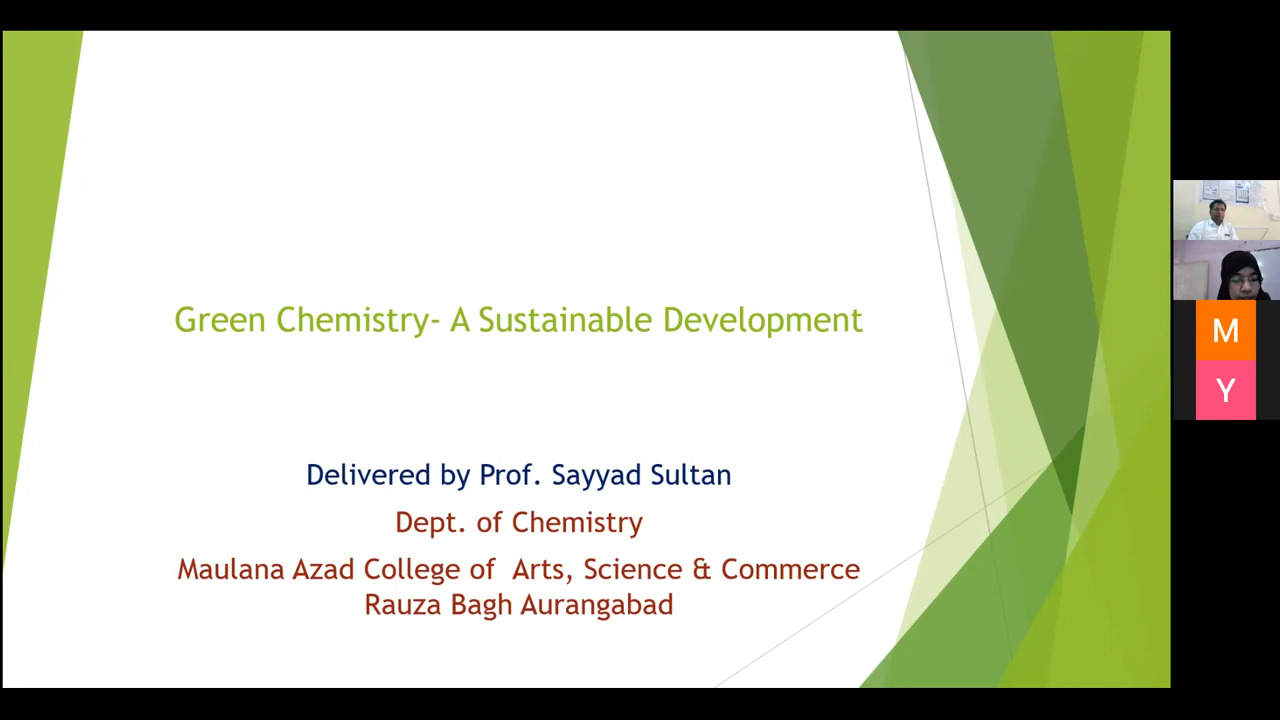 Green Chemistry- A Sustainable Development
Delivered by Prof. Sayyad Sultan
Dept. of Chemistry
Maulana Azad College of Arts, Science & Commerce
Rauza Bagh Aurangabad
M
Y